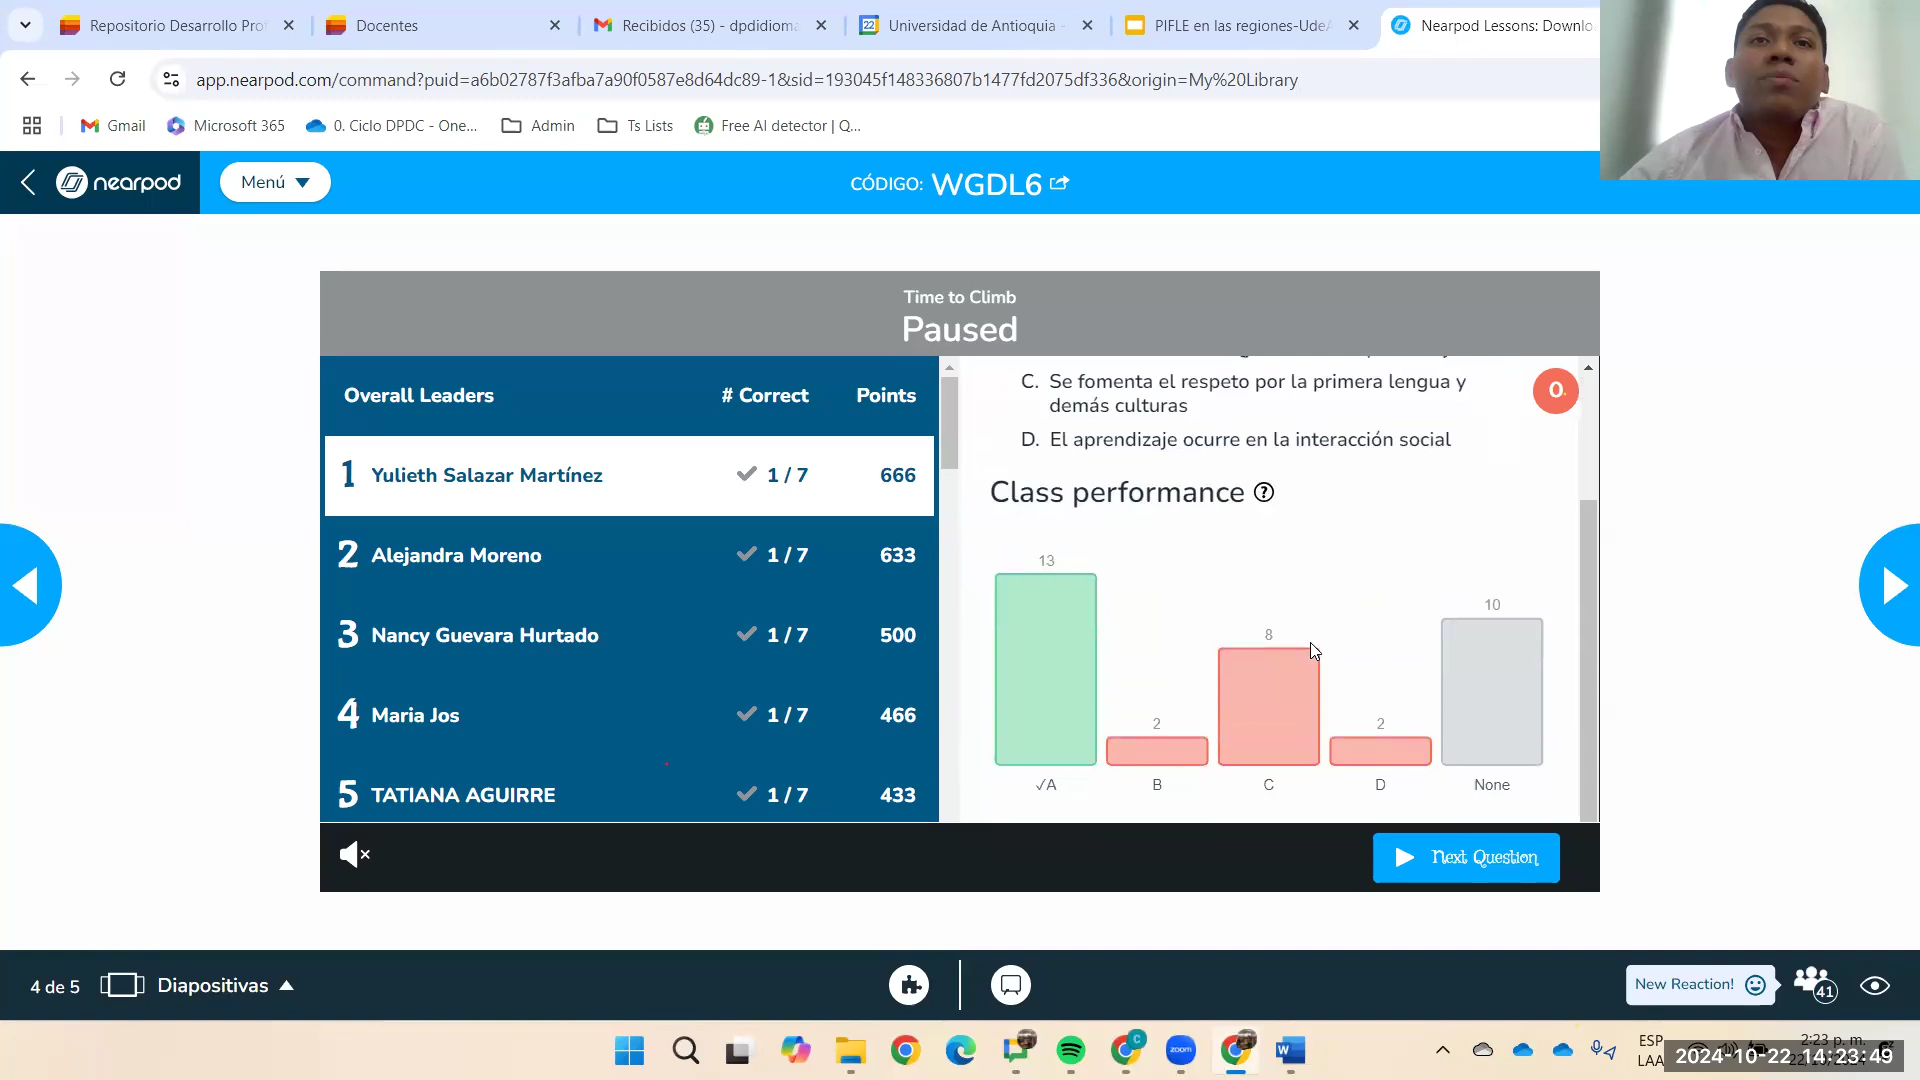 Repositorio Desarrollo Prof
Docentes
Recibidos (35) - dpdidioma
Universidad de Antioquia -
PIFLE en las regiones-UdeA
Nearpod Lessons: Downlo
app.nearpod.com/command?puid=a6b02787f3afba7a90f0587e8d64dc89-1&sid=193045f148336807b1477fd2075df336&origin=My%20Library
Gmail
Microsoft 365
0. Ciclo DPDC - One...
Admin
Ts Lists
Free AI detector | Q...
nearpod
Menú
CÓDIGO: WGDL6
Time to Climb
Paused
Overall Leaders # Correct Points
1 Yulieth Salazar Martínez 1 / 7 666
2 Alejandra Moreno 1 / 7 633
3 Nancy Guevara Hurtado 1 / 7 500
4 Maria Jos 1 / 7 466
5 TATIANA AGUIRRE 1 / 7 433
C. Se fomenta el respeto por la primera lengua y
demás culturas
D. El aprendizaje ocurre en la interacción social
0
Class performance ?
13
2
8
2
10
✓A B C D None
Next Question
4 de 5
Diapositivas
New Reaction!
41
zoom
ESP
LAA
2:23 p. m.
2024-10-22 14:23:49